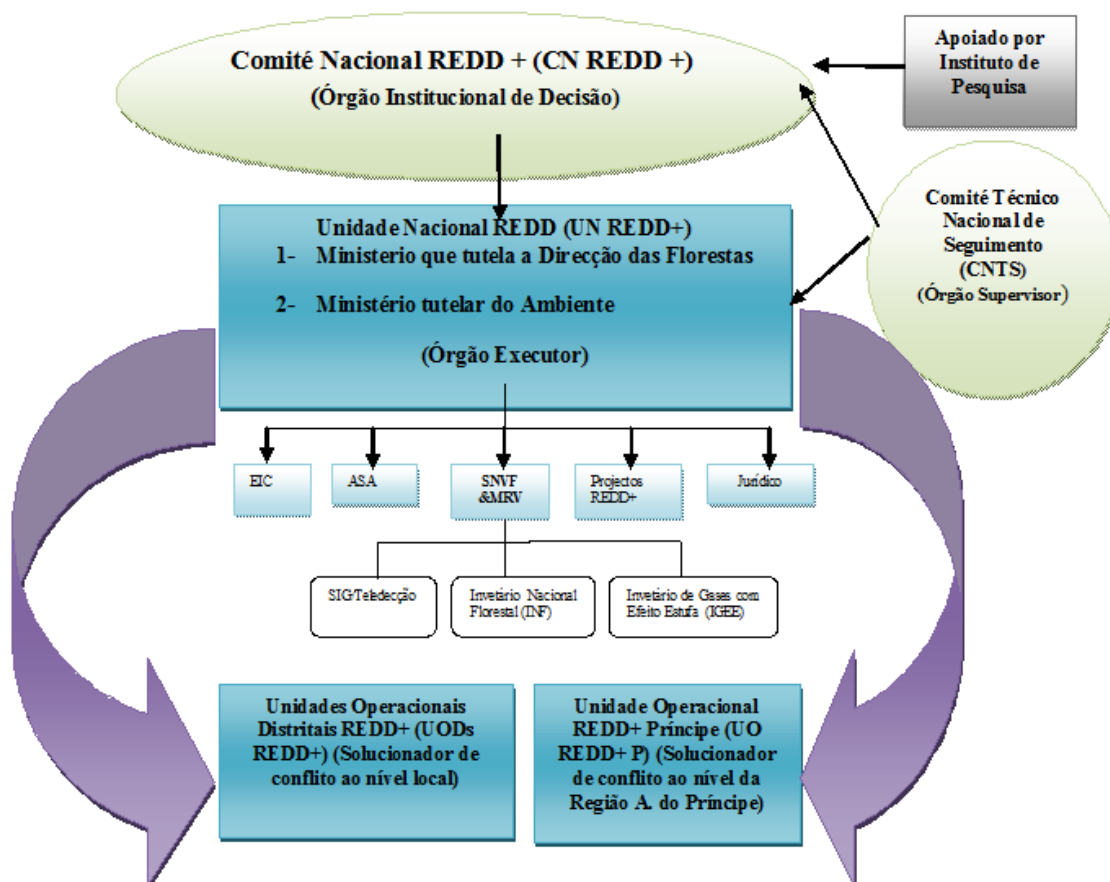 Comité Nacional REDD + (CN REDD +)
(Órgão Institucional de Decisão)
Apoiado por
Instituto de
Pesquisa
Comité Técnico
Nacional de
Seguimento
(CNTS)
(Órgão Supervisor)
Unidade Nacional REDD (UN REDD+)
1- Ministerio que tutela a Direcção das Florestas
2- Ministério tutelar do Ambiente
(Órgão Executor)
EIC
ASA
SNVF
&MRV
Projectos
REDD+
Jurídico
SIG/Teledecção
Invetário Nacional
Florestal (INF)
Invetário de Gases com
Efeito Estufa (IGEE)
Unidades Operacionais
Distritais REDD+ (UODs
REDD+) (Solucionador de
conflito ao nível local)
Unidade Operacional
REDD+ Príncipe (UO
REDD+ P) (Solucionador
de conflito ao nível da
Região A. do Príncipe)